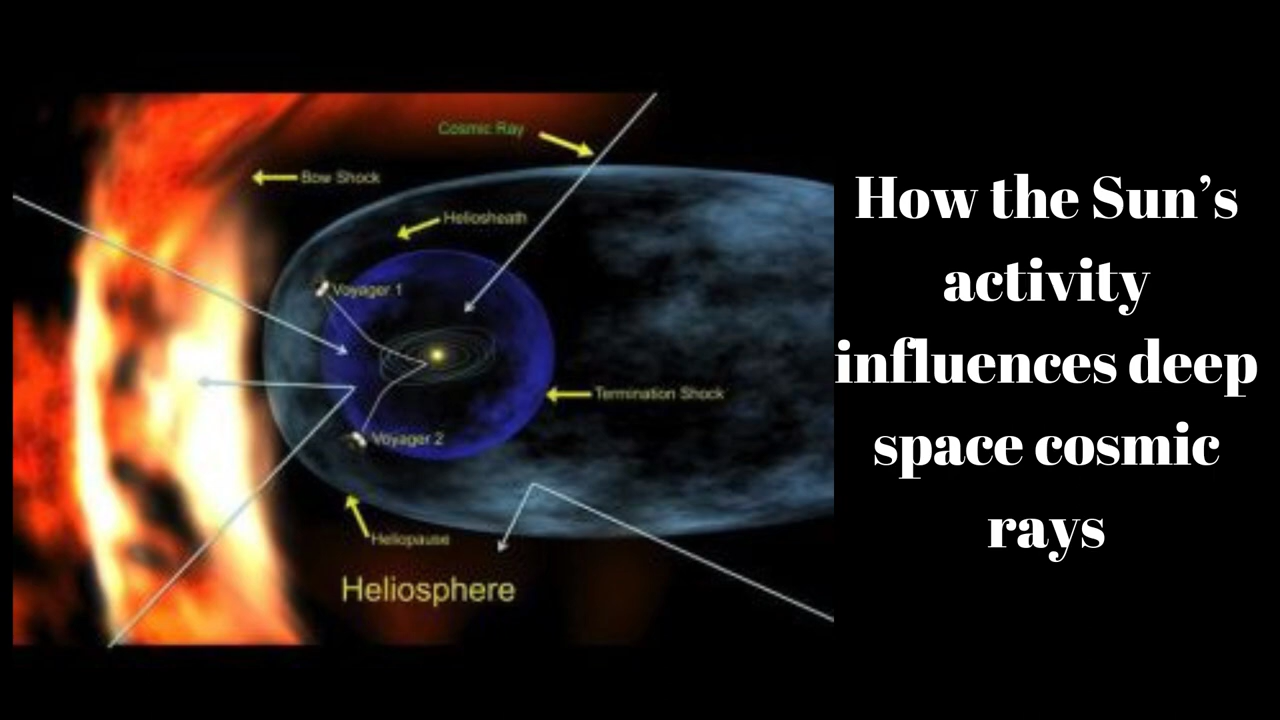 Cosmic Ray
Bow Shock
Heliosheath
Voyager 1
Termination Shock
Voyager 2
Heliopause
Heliosphere
How the Sun’s
activity
influences deep
space cosmic
rays